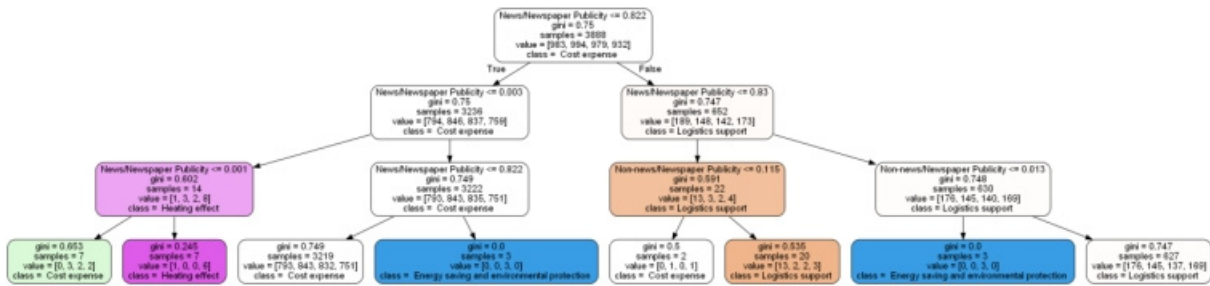 News/Newspaper Publicity <= 0.822
gini = 0.75
samples = 3888
value = [983, 994, 979, 932]
class = Cost expense
True
False
News/Newspaper Publicity <= 0.003
gini = 0.75
samples = 3236
value = [794, 846, 837, 759]
class = Cost expense
News/Newspaper Publicity <= 0.83
gini = 0.747
samples = 652
value = [189, 148, 142, 173]
class = Logistics support
News/Newspaper Publicity <= 0.001
gini = 0.602
samples = 14
value = [1, 3, 2, 8]
class = Heating effect
News/Newspaper Publicity <= 0.822
gini = 0.749
samples = 3222
value = [793, 843, 835, 751]
class = Cost expense
Non-news/Newspaper Publicity <= 0.115
gini = 0.591
samples = 22
value = [13, 3, 2, 4]
class = Logistics support
Non-news/Newspaper Publicity <= 0.013
gini = 0.748
samples = 630
value = [176, 145, 140, 169]
class = Logistics support
gini = 0.653
samples = 7
value = [0, 3, 2, 2]
class = Cost expense
gini = 0.245
samples = 7
value = [1, 0, 0, 6]
class = Heating effect
gini = 0.749
samples = 3219
value = [793, 843, 832, 751]
class = Cost expense
gini = 0.0
samples = 3
value = [0, 0, 3, 0]
class = Energy saving and environmental protection
gini = 0.5
samples = 2
value = [0, 1, 0, 1]
class = Cost expense
gini = 0.535
samples = 20
value = [13, 2, 2, 3]
class = Logistics support
gini = 0.0
samples = 3
value = [0, 0, 3, 0]
class = Energy saving and environmental protection
gini = 0.747
samples = 627
value = [176, 145, 137, 169]
class = Logistics support